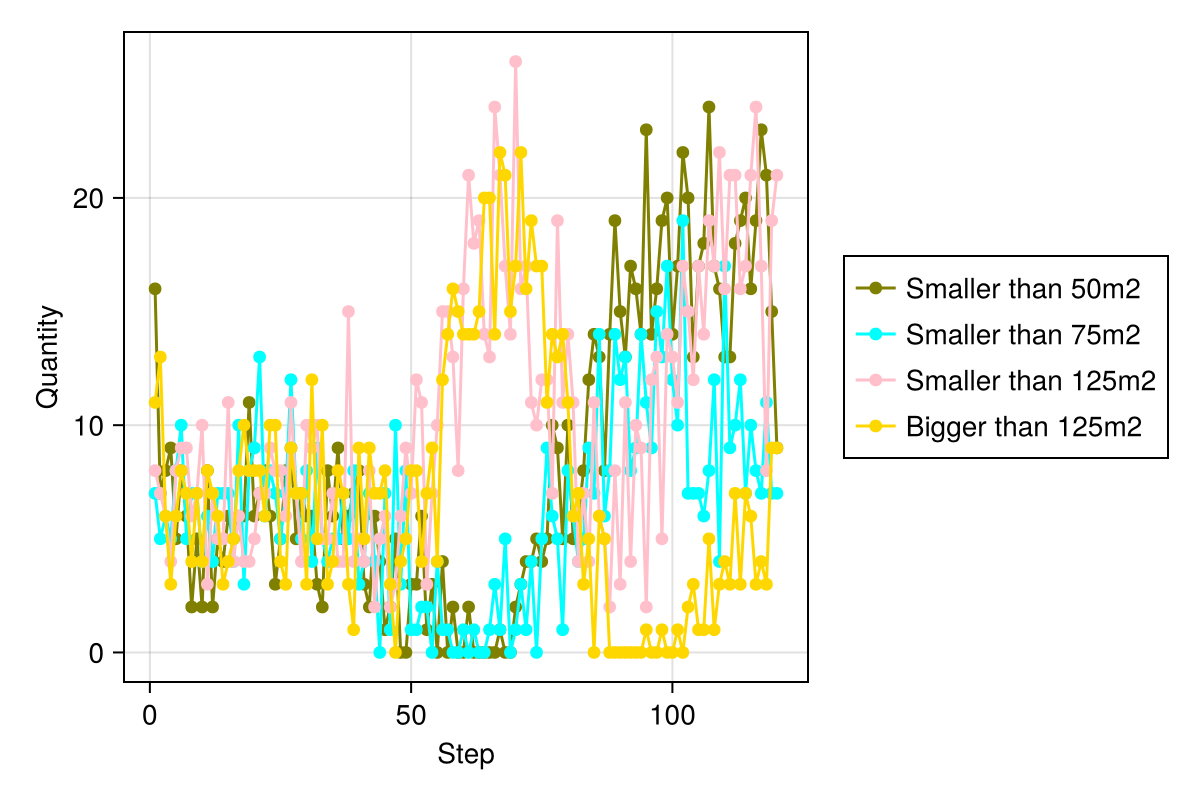 Quantity
20
10
0
0
50
100
Step
Smaller than 50m2
Smaller than 75m2
Smaller than 125m2
Bigger than 125m2